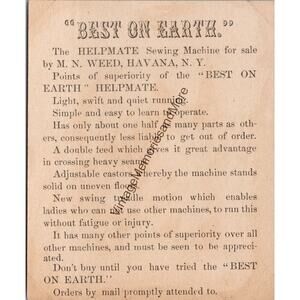 "BEST ON EARTH."
The HELPMATE Sewing Machine for sale
by M. N. WEED, HAVANA, N. Y.
Points of superiority of the "BEST ON
EARTH" HELPMATE.
Light, swift and quiet running.
Simple and easy to learn to operate.
Has only about one half as many parts as oth-
ers, consequently less liable to get out of order.
A double feed which gives it great advantage
in crossing heavy seams.
Adjustable castors whereby the machine stands
solid on uneven floors.
New swing treadle motion which enables
ladies who can not use other machines, to run this
without fatigue or injury.
It has many other points of superiority over all
other machines, and must be seen to be appreci-
ated.
Don't buy until you have tried the "BEST
ON EARTH."
Orders by mail promptly attended to.
VintageMemoriesandMore